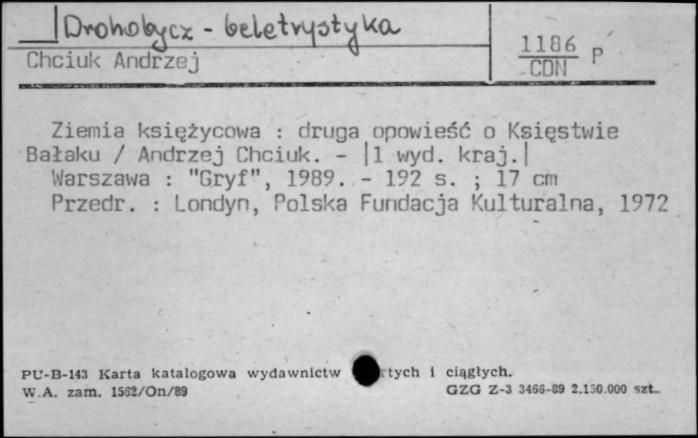 Drohobycz - beletrystyka
Chciuk Andrzej
1186 P
CDN
Ziemia księżycowa : druga opowieść o Księstwie
Bałaku / Andrzej Chciuk. - |1 wyd. kraj.|
Warszawa : "Gryf", 1989. - 192 s. ; 17 cm
Przedr. : Londyn, Polska Fundacja Kulturalna, 1972
PU-B-143 Karta katalogowa wydawnictw tych i ciągłych.
W.A. zam. 1562/On/89 GZG Z-3 3466-89 2.150.000 szt.